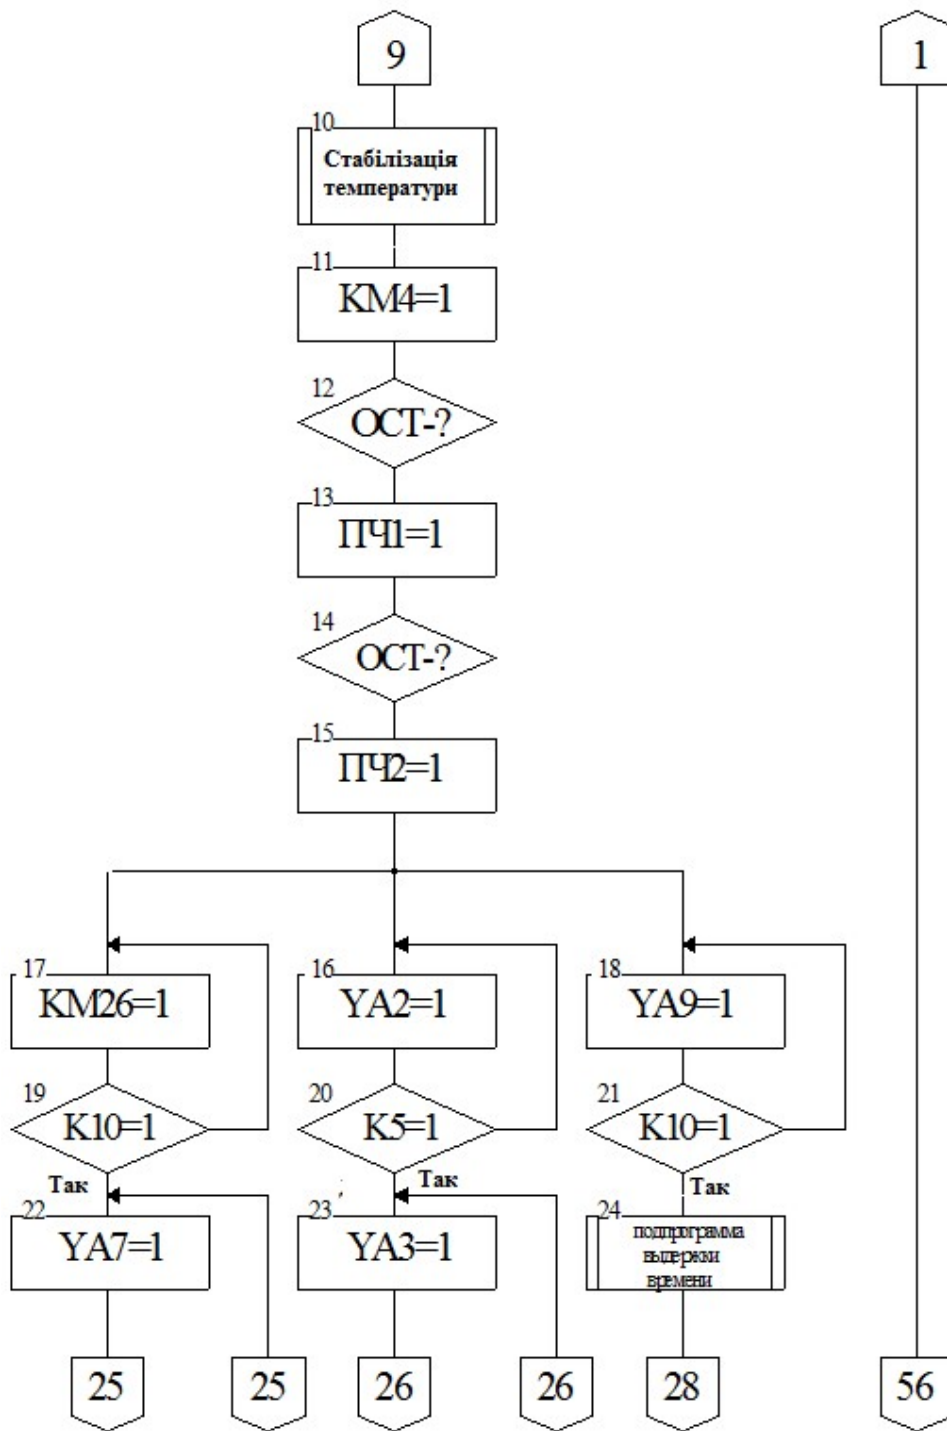 9
1
10
Стабілізація
температури
11
KM4=1
12
ОСТ-?
13
ПЧ1=1
14
ОСТ-?
15
ПЧ2=1
17
KM26=1
16
YA2=1
18
YA9=1
19
K10=1
20
K5=1
21
K10=1
Так
Так
Так
22
YA7=1
23
YA3=1
24
подпрограмма
выдержки
времени
25
25
26
26
28
56